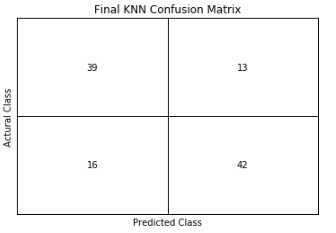 Final KNN Confusion Matrix
39 13
Actural Class
16 42
Predicted Class